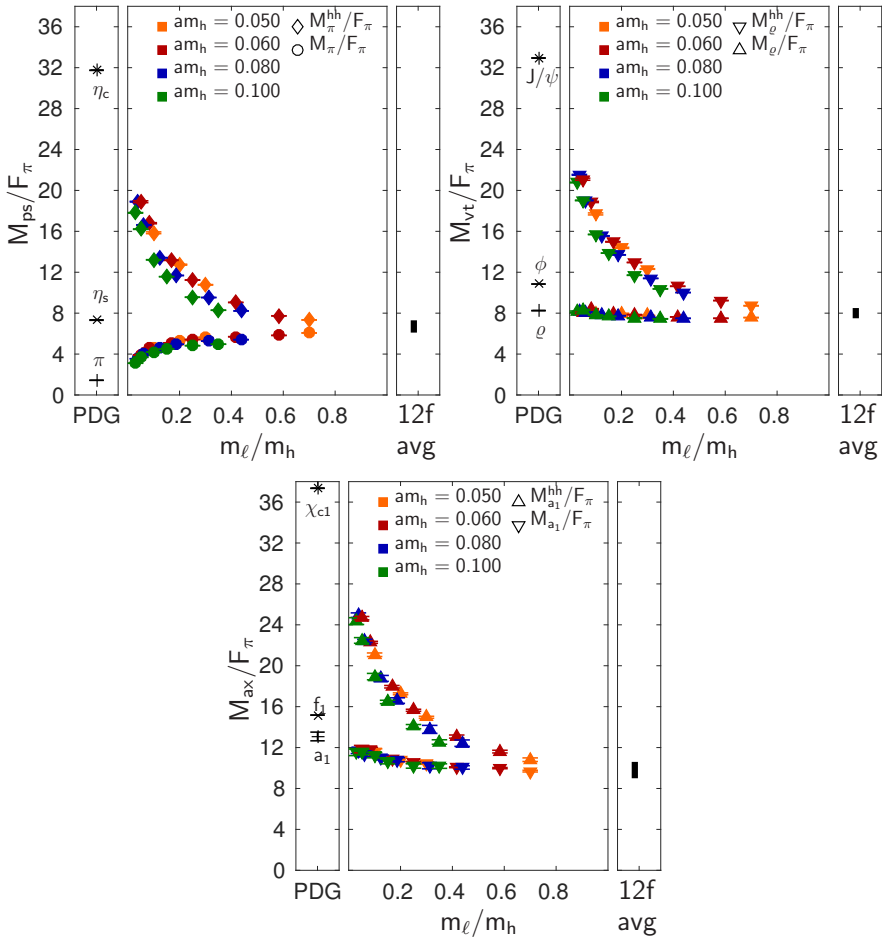 M_ps/F_π
36
32
28
24
20
16
12
8
4
0
η_c
η_s
π
PDG
am_h = 0.050
am_h = 0.060
am_h = 0.080
am_h = 0.100
M_π^hh/F_π
M_π/F_π
0.2 0.4 0.6 0.8
m_ℓ/m_h
12f
avg
M_vt/F_π
36
32
28
24
20
16
12
8
4
0
J/ψ
ϕ
ϱ
PDG
am_h = 0.050
am_h = 0.060
am_h = 0.080
am_h = 0.100
M_ϱ^hh/F_π
M_ϱ/F_π
0.2 0.4 0.6 0.8
m_ℓ/m_h
12f
avg
M_ax/F_π
36
32
28
24
20
16
12
8
4
0
χ_c1
f_1
a_1
PDG
am_h = 0.050
am_h = 0.060
am_h = 0.080
am_h = 0.100
M_a_1^hh/F_π
M_a_1/F_π
0.2 0.4 0.6 0.8
m_ℓ/m_h
12f
avg